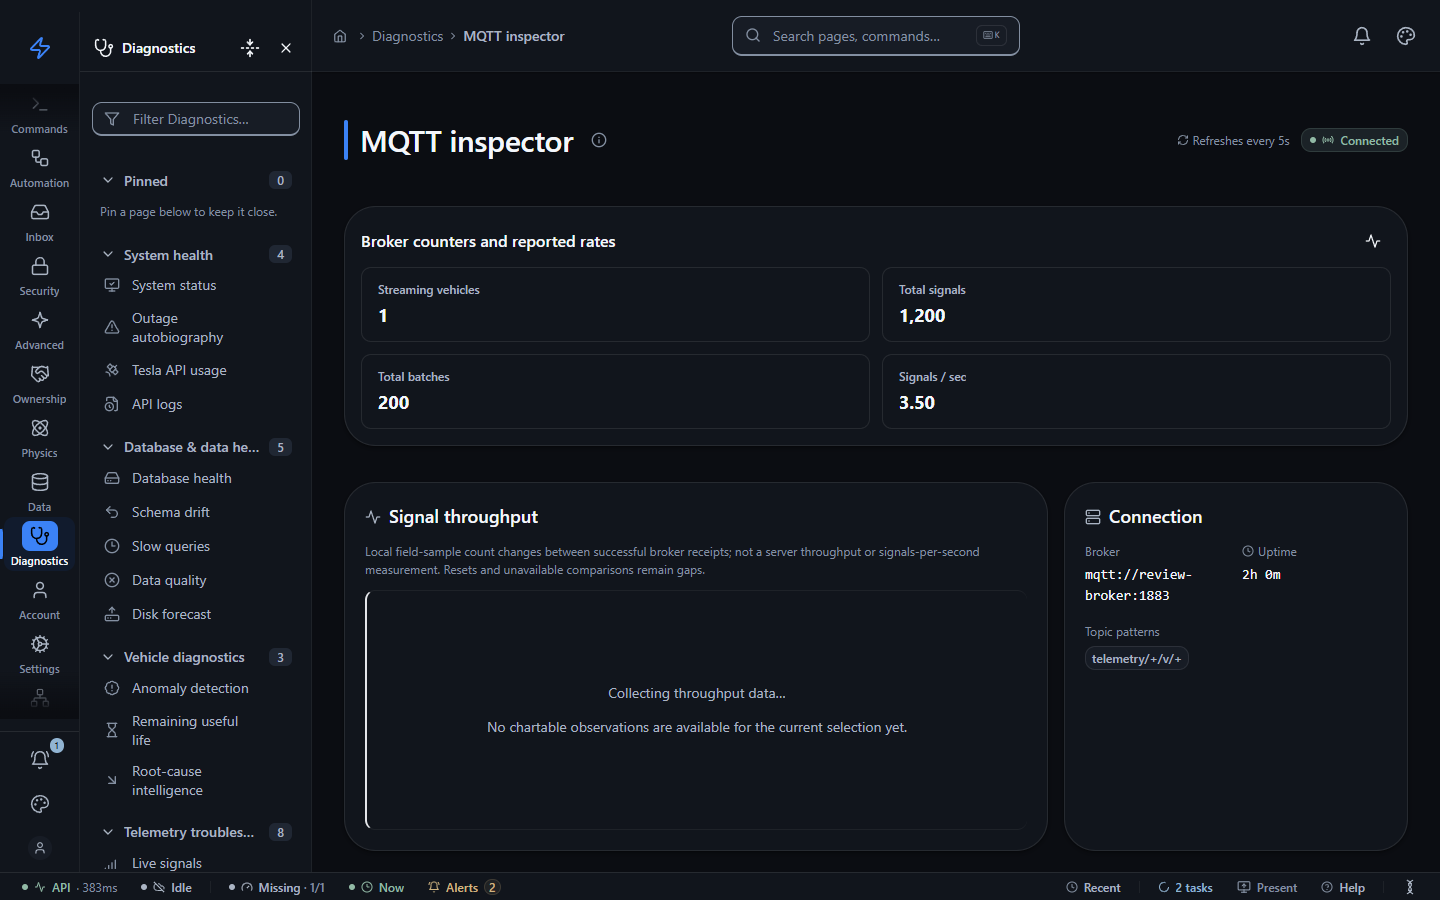 Diagnostics
Diagnostics
MQTT inspector
Search pages, commands...
K
Commands
Automation
Inbox
Security
Advanced
Ownership
Physics
Data
Diagnostics
Account
Settings
1
Filter Diagnostics...
Pinned
0
Pin a page below to keep it close.
System health
4
System status
Outage
autobiography
Tesla API usage
API logs
Database & data he...
5
Database health
Schema drift
Slow queries
Data quality
Disk forecast
Vehicle diagnostics
3
Anomaly detection
Remaining useful
life
Root-cause
intelligence
Telemetry troubles...
8
Live signals
MQTT inspector
Refreshes every 5s
Connected
Broker counters and reported rates
Streaming vehicles
1
Total signals
1,200
Total batches
200
Signals / sec
3.50
Signal throughput
Local field-sample count changes between successful broker receipts; not a server throughput or signals-per-second
measurement. Resets and unavailable comparisons remain gaps.
Collecting throughput data...
No chartable observations are available for the current selection yet.
Connection
Broker
mqtt://review-
broker:1883
Uptime
2h 0m
Topic patterns
telemetry/+/v/+
API · 383ms
Idle
Missing · 1/1
Now
Alerts 2
Recent
2 tasks
Present
Help